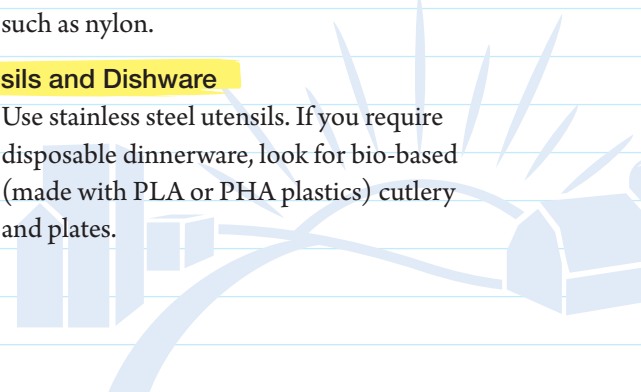 such as nylon.
sils and Dishware
Use stainless steel utensils. If you require
disposable dinnerware, look for bio-based
(made with PLA or PHA plastics) cutlery
and plates.